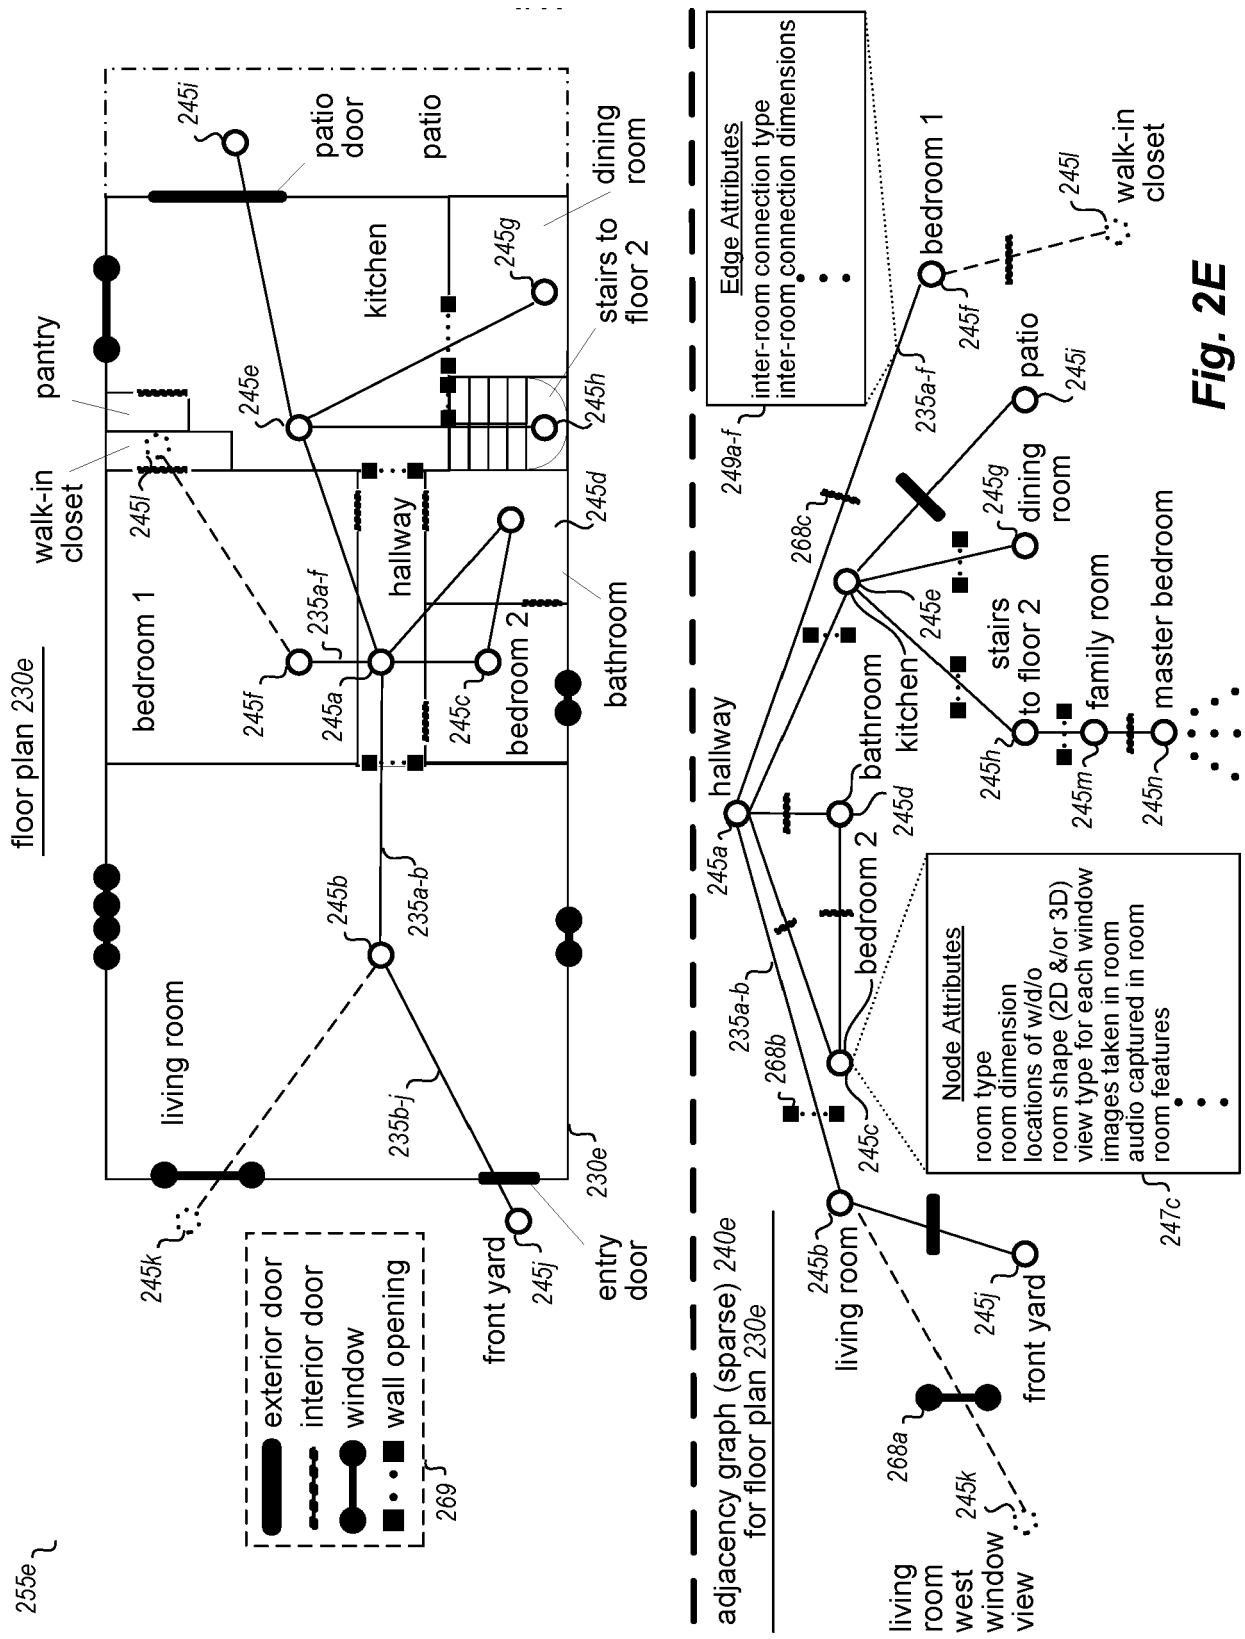 255e
floor plan 230e
245k
front yard
245j
entry
door
230e
exterior door
interior door
window
wall opening
269
living room
245b
235a-b
235b-j
bedroom 1
245f
235a-f
245a
hallway
245c
bedroom 2
bathroom
245d
walk-in
closet
245l
pantry
245e
kitchen
245h
stairs to
floor 2
245g
dining
room
patio
door
patio
245i
adjacency graph (sparse) 240e
for floor plan 230e
living
room
west
window
view
245k
268a
245j
front yard
living room
245b
268b
235a-b
245c
bedroom 2
245a
hallway
bathroom
245d
kitchen
245e
268c
235a-f
245f
bedroom 1
245l
walk-in
closet
patio
245i
dining
room
245g
stairs
to floor 2
245h
family room
245m
master bedroom
245n
247c
Node Attributes
room type
room dimension
locations of w/d/o
room shape (2D &/or 3D)
view type for each window
images taken in room
audio captured in room
room features
249a-f
Edge Attributes
inter-room connection type
inter-room connection dimensions
Fig. 2E